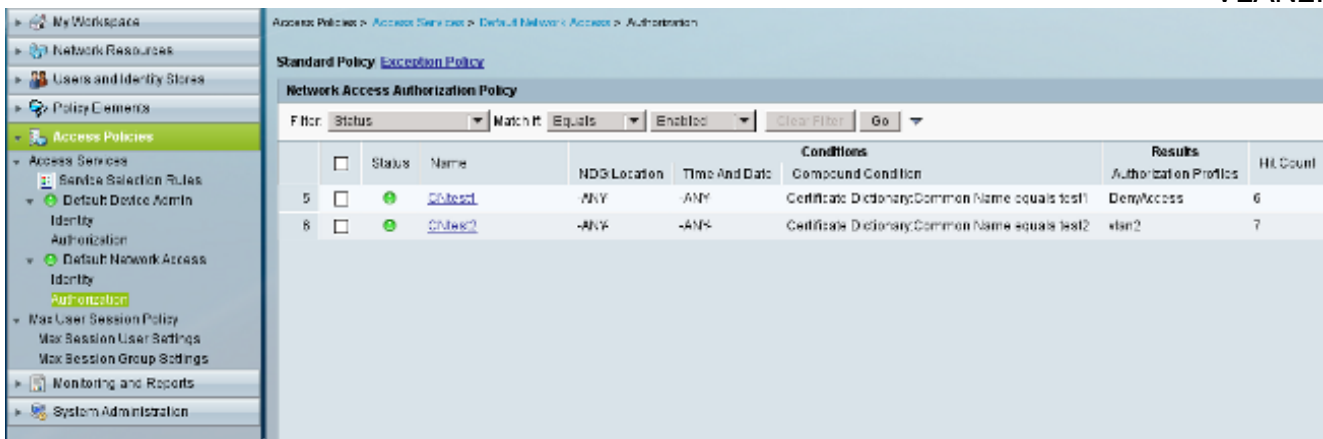 My Workspace
Network Resources
Users and Identity Stores
Policy Elements
Access Policies
Access Services
Service Selection Rules
Default Device Admin
Identity
Authorization
Default Network Access
Identity
Authorization
Max User Session Policy
Max Session User Settings
Max Session Group Settings
Monitoring and Reports
System Administration
Access Policies > Access Services > Default Network Access > Authorization
Standard Policy Exception Policy
Network Access Authorization Policy
Filter: Status Match if: Equals Enabled Clear Filter Go
Conditions Results
Status Name NDG:Location Time And Date Compound Condition Authorization Profiles Hit Count
5 CNtest1 -ANY- -ANY- Certificate Dictionary:Common Name equals test1 DenyAccess 6
6 CNtest2 -ANY- -ANY- Certificate Dictionary:Common Name equals test2 vlan2 7